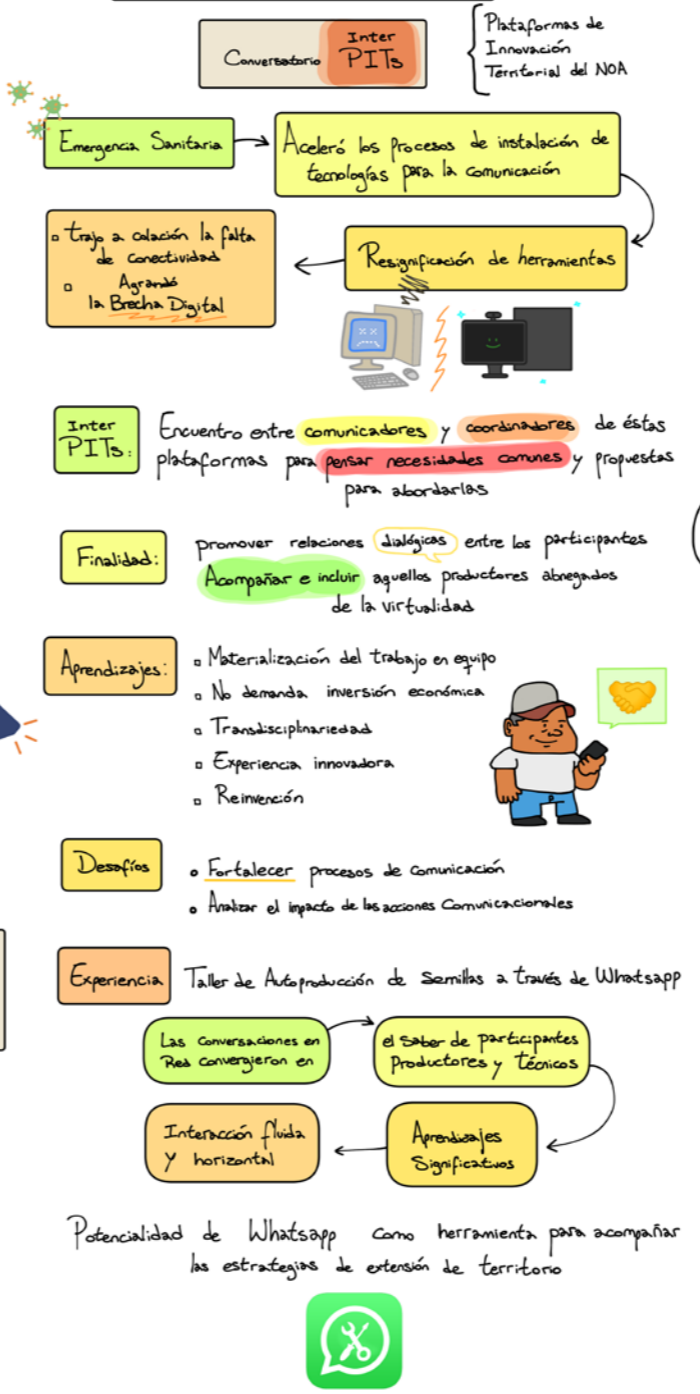 Conversatorio Inter PITs
Plataformas de
Innovación
Territorial del NOA
Emergencia Sanitaria
Aceleró los Procesos de instalación de
tecnologías para la comunicación
Resignificación de herramientas
trajo a colación la falta
de conectividad
Agrandó
la Brecha Digital
Inter
PITs:
Encuentro entre comunicadores y coordinadores de éstas
plataformas para pensar necesidades comunes y propuestas
para abordarlas
Finalidad:
promover relaciones dialógicas entre los participantes
Acompañar e incluir aquellos productores abnegados
de la virtualidad
Aprendizajes:
Materialización del trabajo en equipo
No demanda inversión económica
Transdisciplinariedad
Experiencia innovadora
Reinvención
Desafíos
Fortalecer procesos de comunicación
Analizar el impacto de las acciones Comunicacionales
Experiencia
Taller de Autoproducción de Semillas a través de Whatsapp
Las Conversaciones en
Red convergieron en
el Saber de participantes
Productores y Técnicos
Aprendizajes
Significativos
Interacción fluida
y horizontal
Potencialidad de Whatsapp como herramienta para acompañar
las estrategias de extensión de territorio